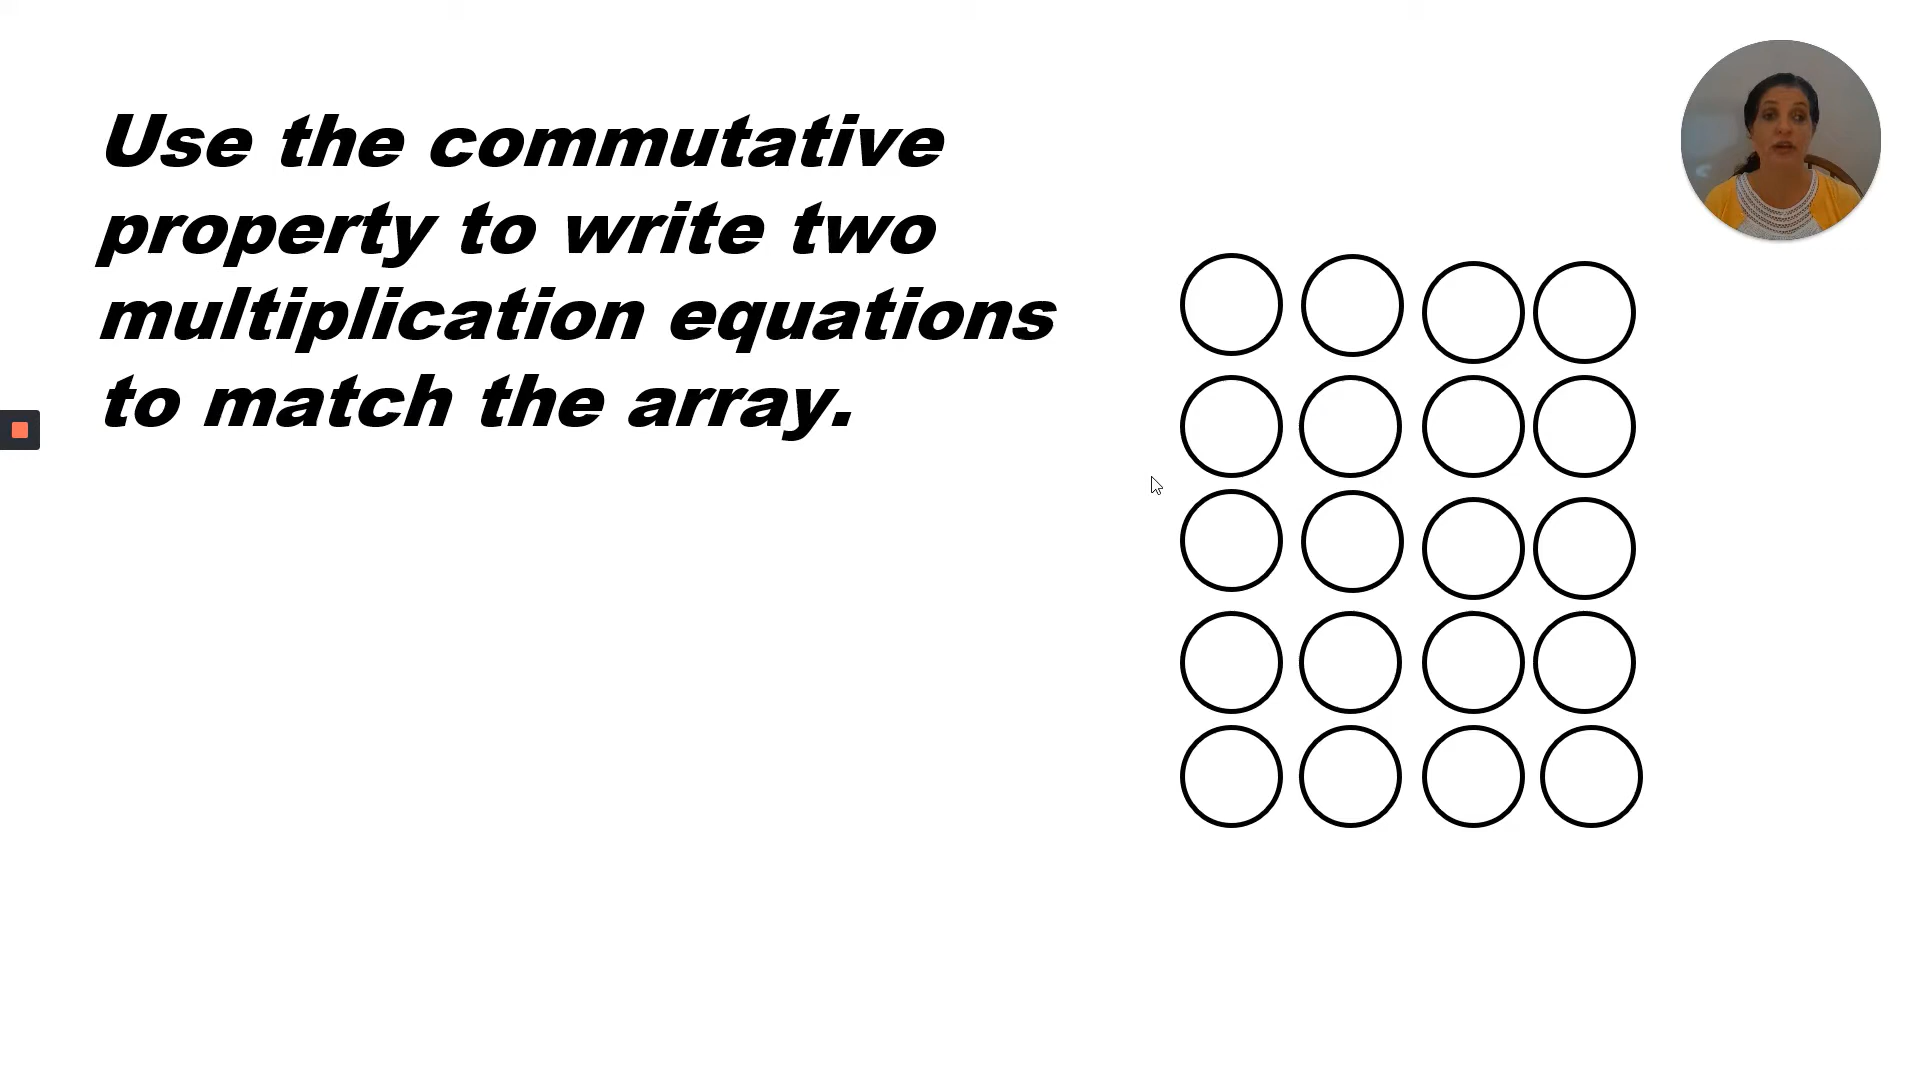 Use the commutative
property to write two
multiplication equations
to match the array.